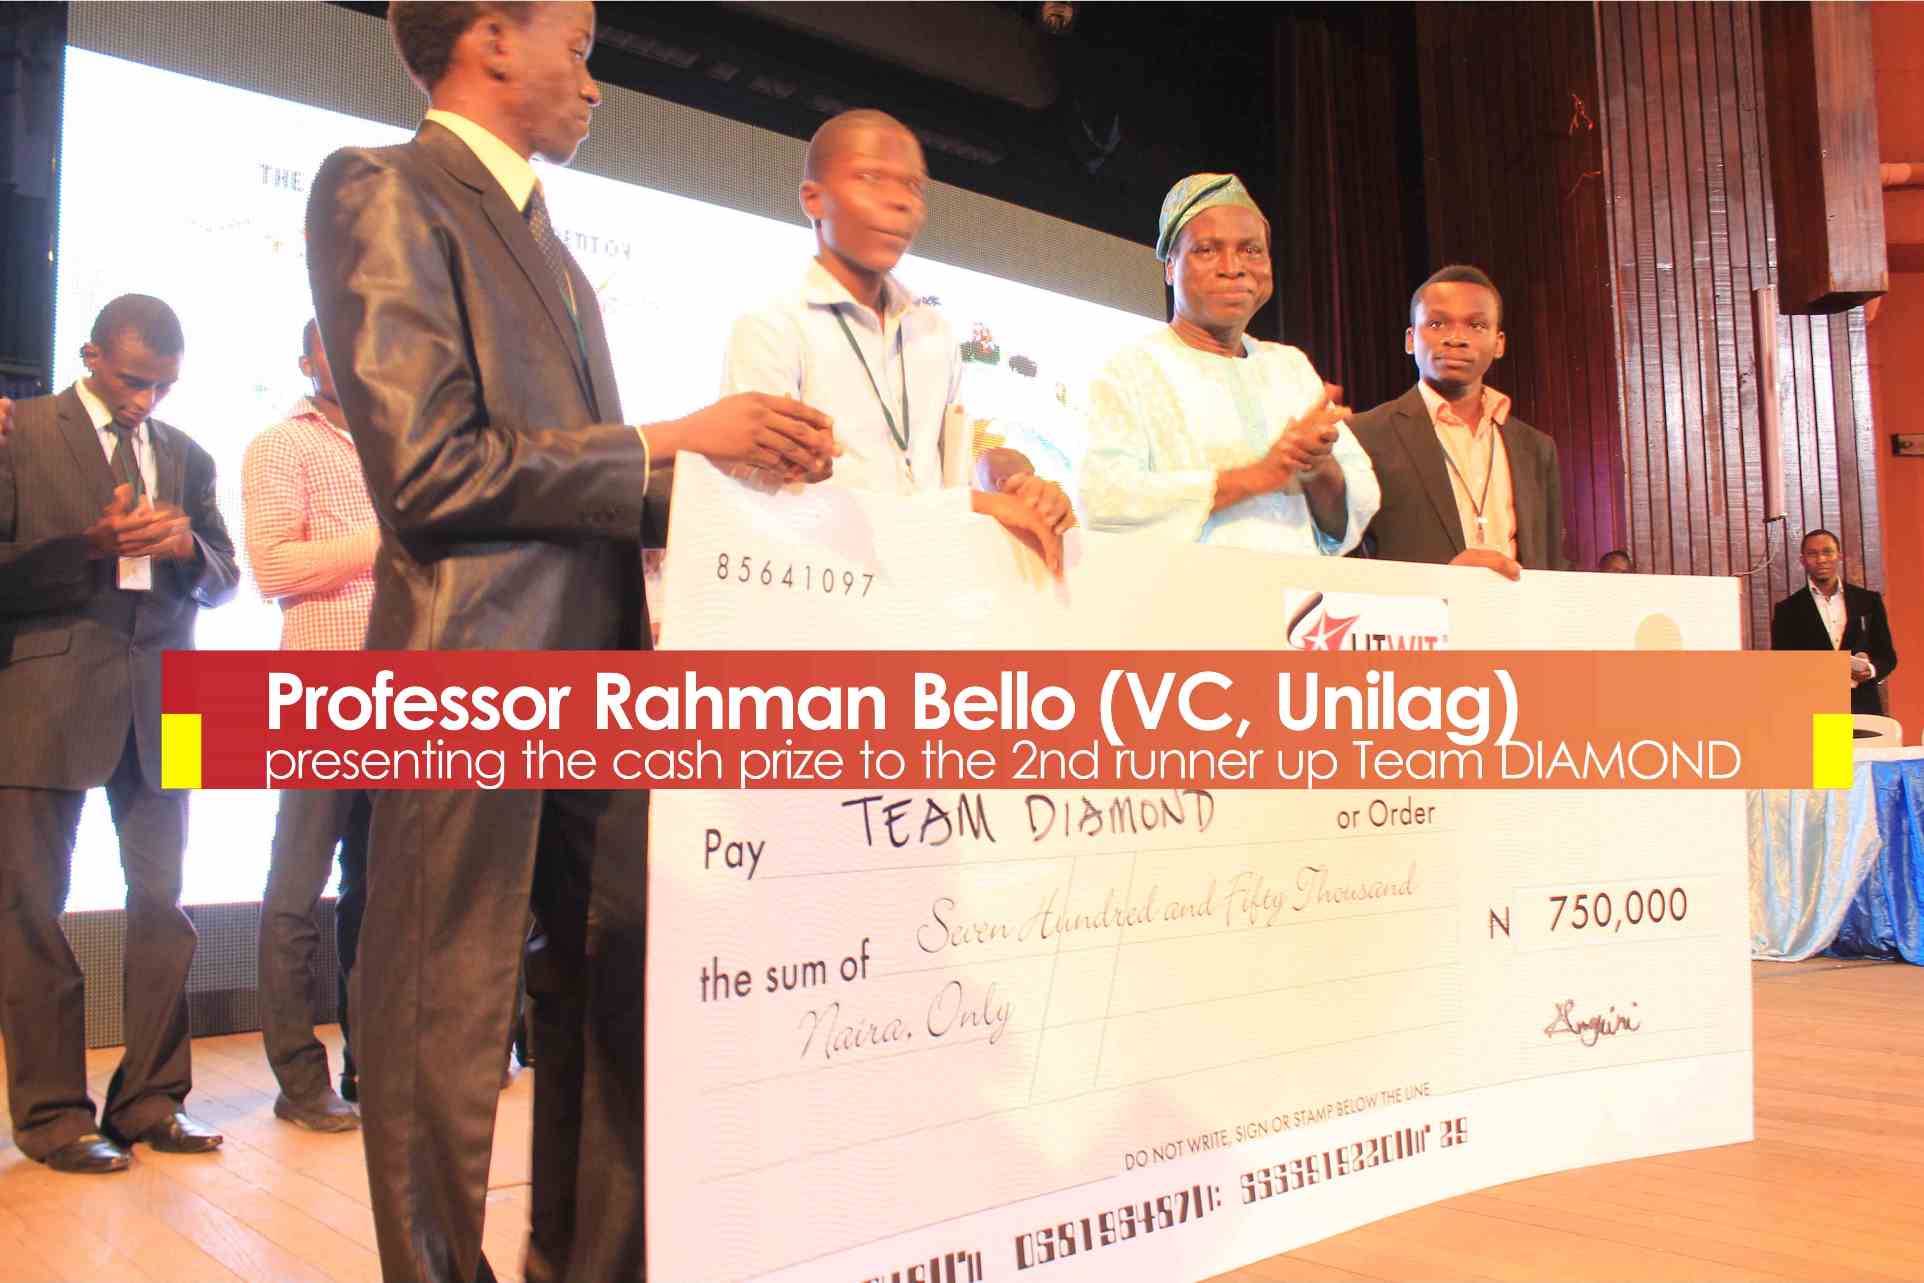 THE
85641097
LITWIT
Professor Rahman Bello (VC, Unilag)
presenting the cash prize to the 2nd runner up Team DIAMOND
Pay TEAM DIAMOND or Order
the sum of Seven Hundred and Fifty Thousand
Naira. Only
N 750,000
DO NOT WRITE, SIGN OR STAMP BELOW THE LINE